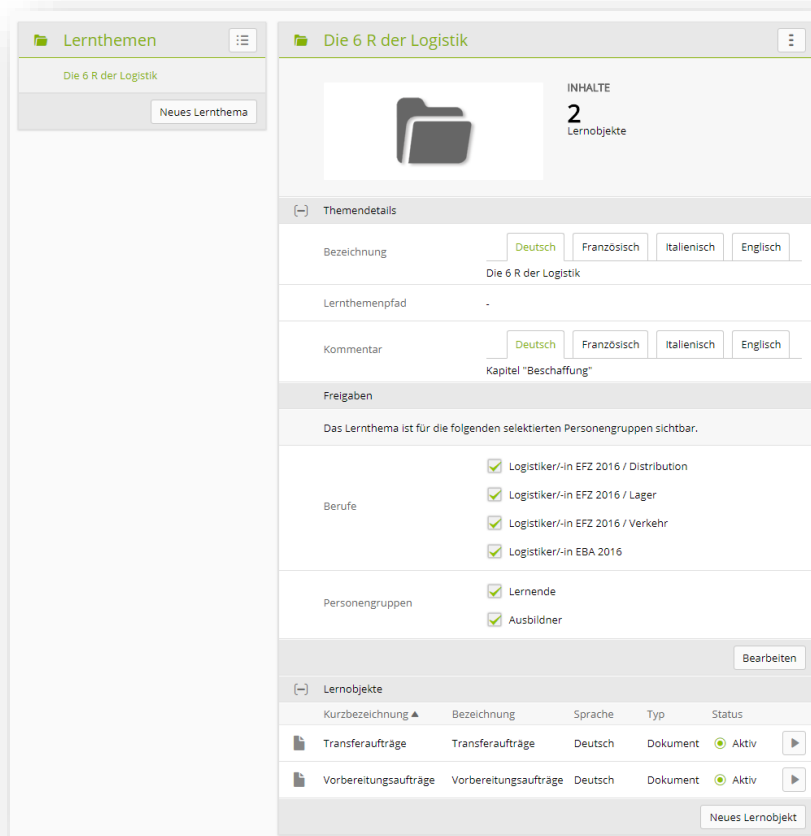 Lernthemen
Die 6 R der Logistik
Neues Lernthema
Die 6 R der Logistik
INHALTE
2
Lernobjekte
Themendetails
Bezeichnung
Deutsch Französisch Italienisch Englisch
Die 6 R der Logistik
Lernthemenpfad -
Kommentar
Deutsch Französisch Italienisch Englisch
Kapitel "Beschaffung"
Freigaben
Das Lernthema ist für die folgenden selektierten Personengruppen sichtbar.
Berufe
Logistiker/-in EFZ 2016 / Distribution
Logistiker/-in EFZ 2016 / Lager
Logistiker/-in EFZ 2016 / Verkehr
Logistiker/-in EBA 2016
Personengruppen
Lernende
Ausbildner
Bearbeiten
Lernobjekte
Kurzbezeichnung Bezeichnung Sprache Typ Status
Transferaufträge Transferaufträge Deutsch Dokument Aktiv
Vorbereitungsaufträge Vorbereitungsaufträge Deutsch Dokument Aktiv
Neues Lernobjekt